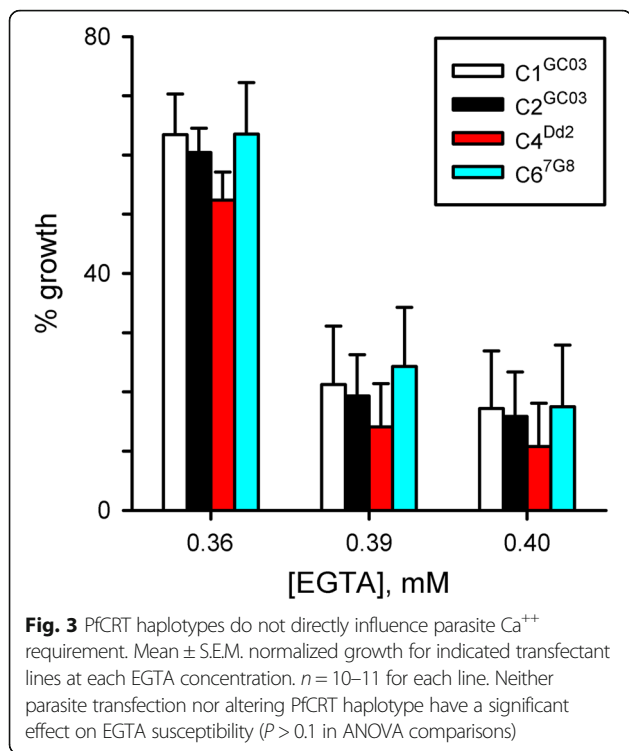 80
C1^GC03
C2^GC03
C4^Dd2
C6^7G8
40
% growth
0
0.36 0.39 0.40
[EGTA], mM
Fig. 3 PfCRT haplotypes do not directly influence parasite Ca++
requirement. Mean ± S.E.M. normalized growth for indicated transfectant
lines at each EGTA concentration. n = 10–11 for each line. Neither
parasite transfection nor altering PfCRT haplotype have a significant
effect on EGTA susceptibility (P > 0.1 in ANOVA comparisons)